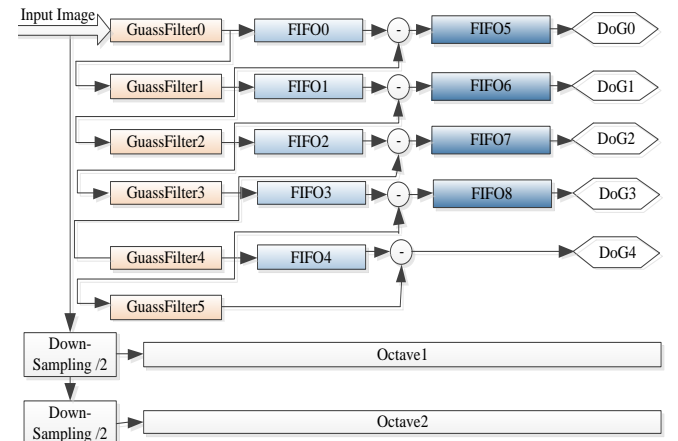 Input Image
GuassFilter0
FIFO0
-
FIFO5
DoG0
GuassFilter1
FIFO1
-
FIFO6
DoG1
GuassFilter2
FIFO2
-
FIFO7
DoG2
GuassFilter3
FIFO3
-
FIFO8
DoG3
GuassFilter4
FIFO4
-
DoG4
GuassFilter5
Down-
Sampling /2
Octave1
Down-
Sampling /2
Octave2